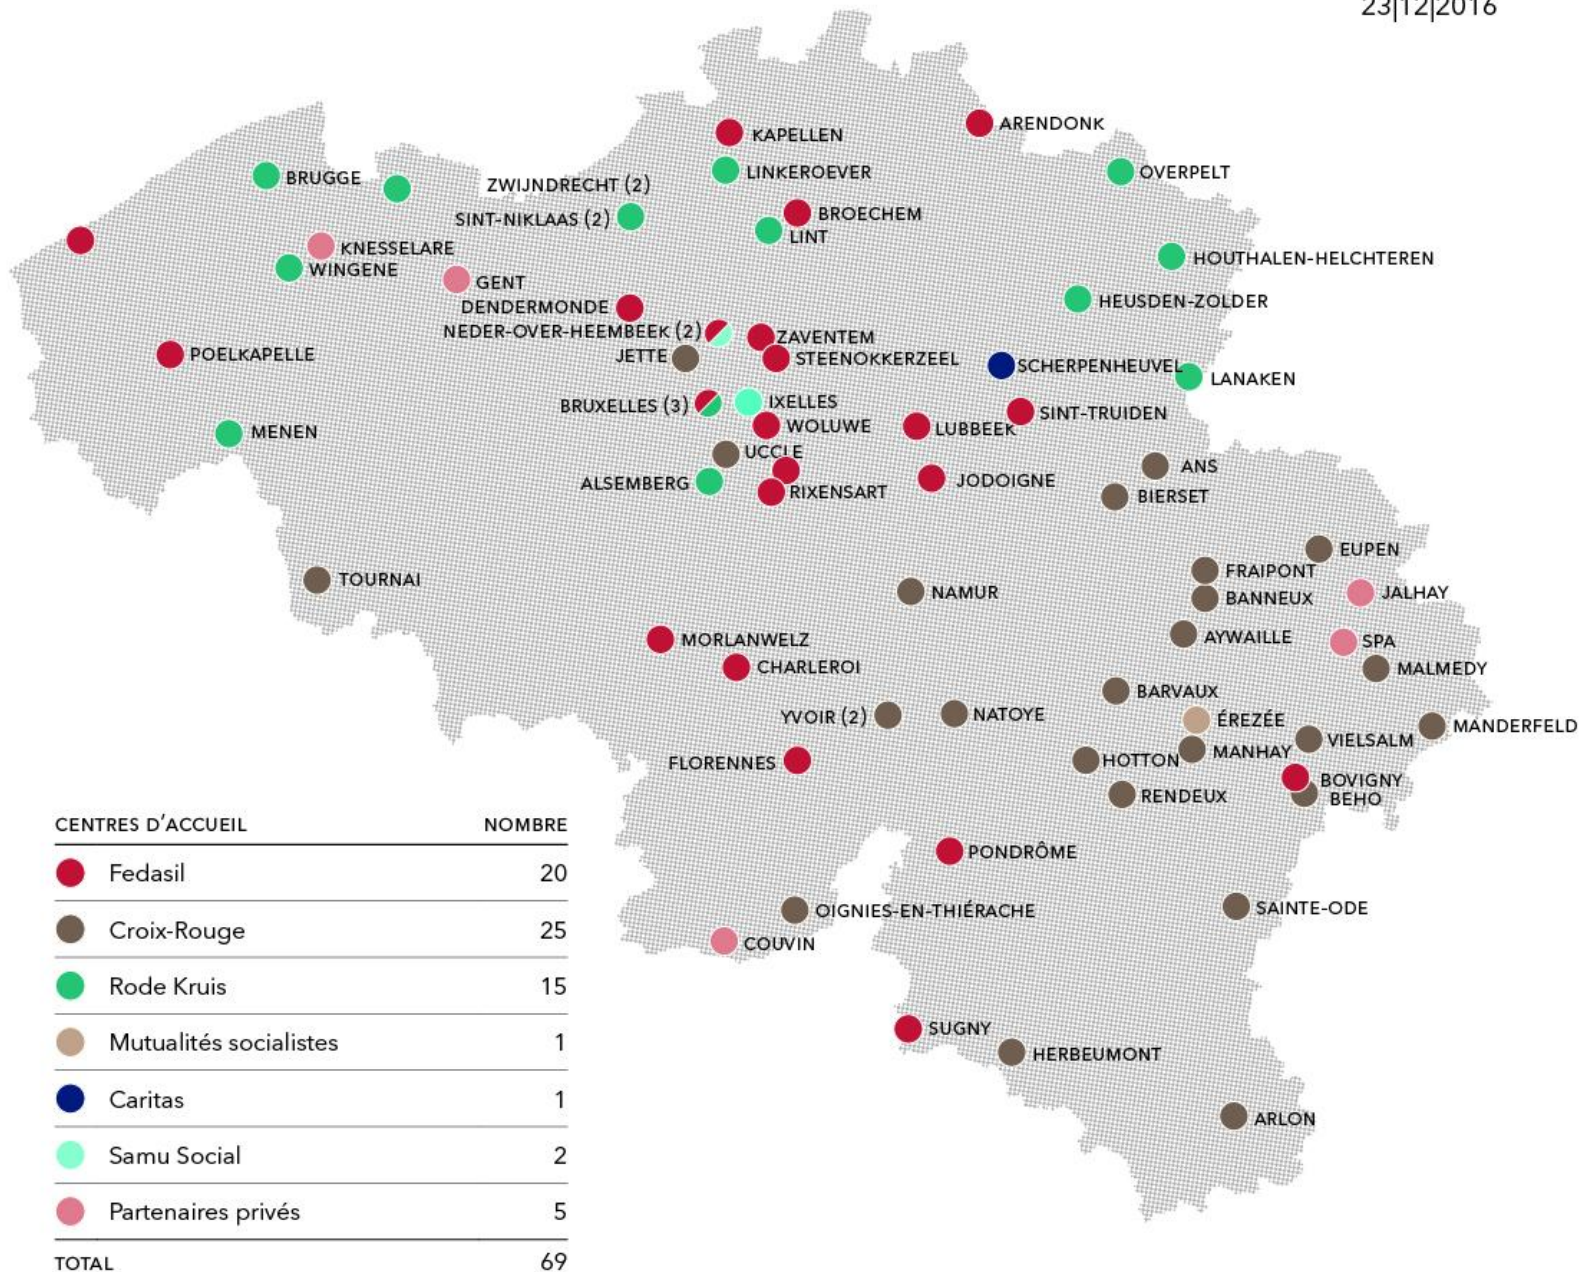 23|12|2016
KAPELLEN
ARENDONK
LINKEROEVER
OVERPELT
BRUGGE
ZWIJNDRECHT (2)
SINT-NIKLAAS (2)
BROECHEM
LINT
KNESSELARE
WINGENE
GENT
HOUTHALEN-HELCHTEREN
HEUSDEN-ZOLDER
DENDERMONDE
NEDER-OVER-HEEMBEEK (2)
ZAVENTEM
POELKAPELLE
JETTE
STEENOKKERZEEL
SCHERPENHEUVEL
LANAKEN
BRUXELLES (3)
IXELLES
SINT-TRUIDEN
WOLUWE
LUBBEEK
MENEN
UCCLE
ANS
ALSEMBERG
RIXENSART
JODOIGNE
BIERSET
EUPEN
FRAIPONT
TOURNAI
NAMUR
BANNEUX
JALHAY
MORLANWELZ
AYWAILLE
SPA
CHARLEROI
MALMEDY
BARVAUX
YVOIR (2)
NATOYE
ÉREZÉE
MANDERFELD
VIELSALM
MANHAY
FLORENNES
HOTTON
BOVIGNY
RENDEUX
BEHO
PONDRÔME
OIGNIES-EN-THIÉRACHE
SAINTE-ODE
COUVIN
SUGNY
HERBEUMONT
ARLON
CENTRES D'ACCUEIL NOMBRE
Fedasil 20
Croix-Rouge 25
Rode Kruis 15
Mutualités socialistes 1
Caritas 1
Samu Social 2
Partenaires privés 5
TOTAL 69